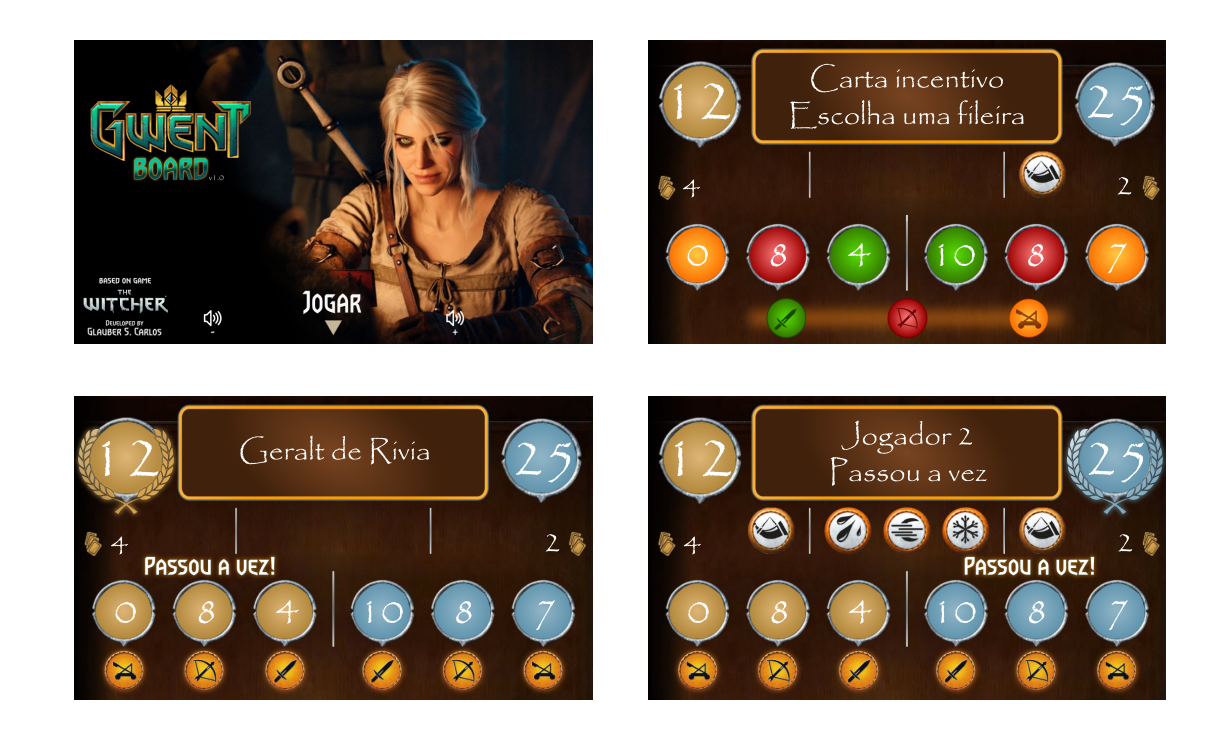 GWENT
BOARD v1.0
BASED ON GAME
THE
WITCHER
DEVELOPED BY
GLAUBER S. CARLOS
-
JOGAR
+
12
Carta incentivo
Escolha uma fileira
25
4
2
0 8 4 10 8 7
12
Geralt de Rivia
25
4
2
PASSOU A VEZ!
0 8 4 10 8 7
12
Jogador 2
Passou a vez
25
4
2
PASSOU A VEZ!
0 8 4 10 8 7